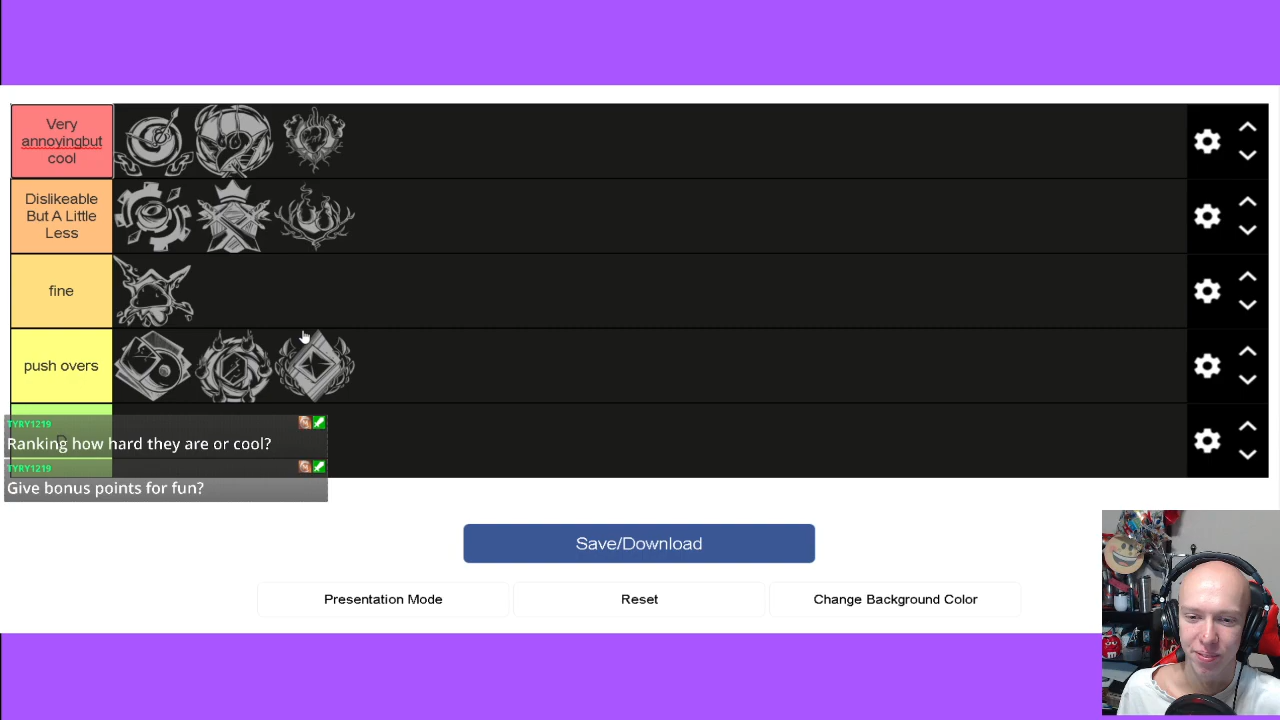 Very
annoyingbut
cool
Dislikeable
But A Little
Less
fine
push overs
TYRY1219
Ranking how hard they are or cool?
TYRY1219
Give bonus points for fun?
Save/Download
Presentation Mode
Reset
Change Background Color